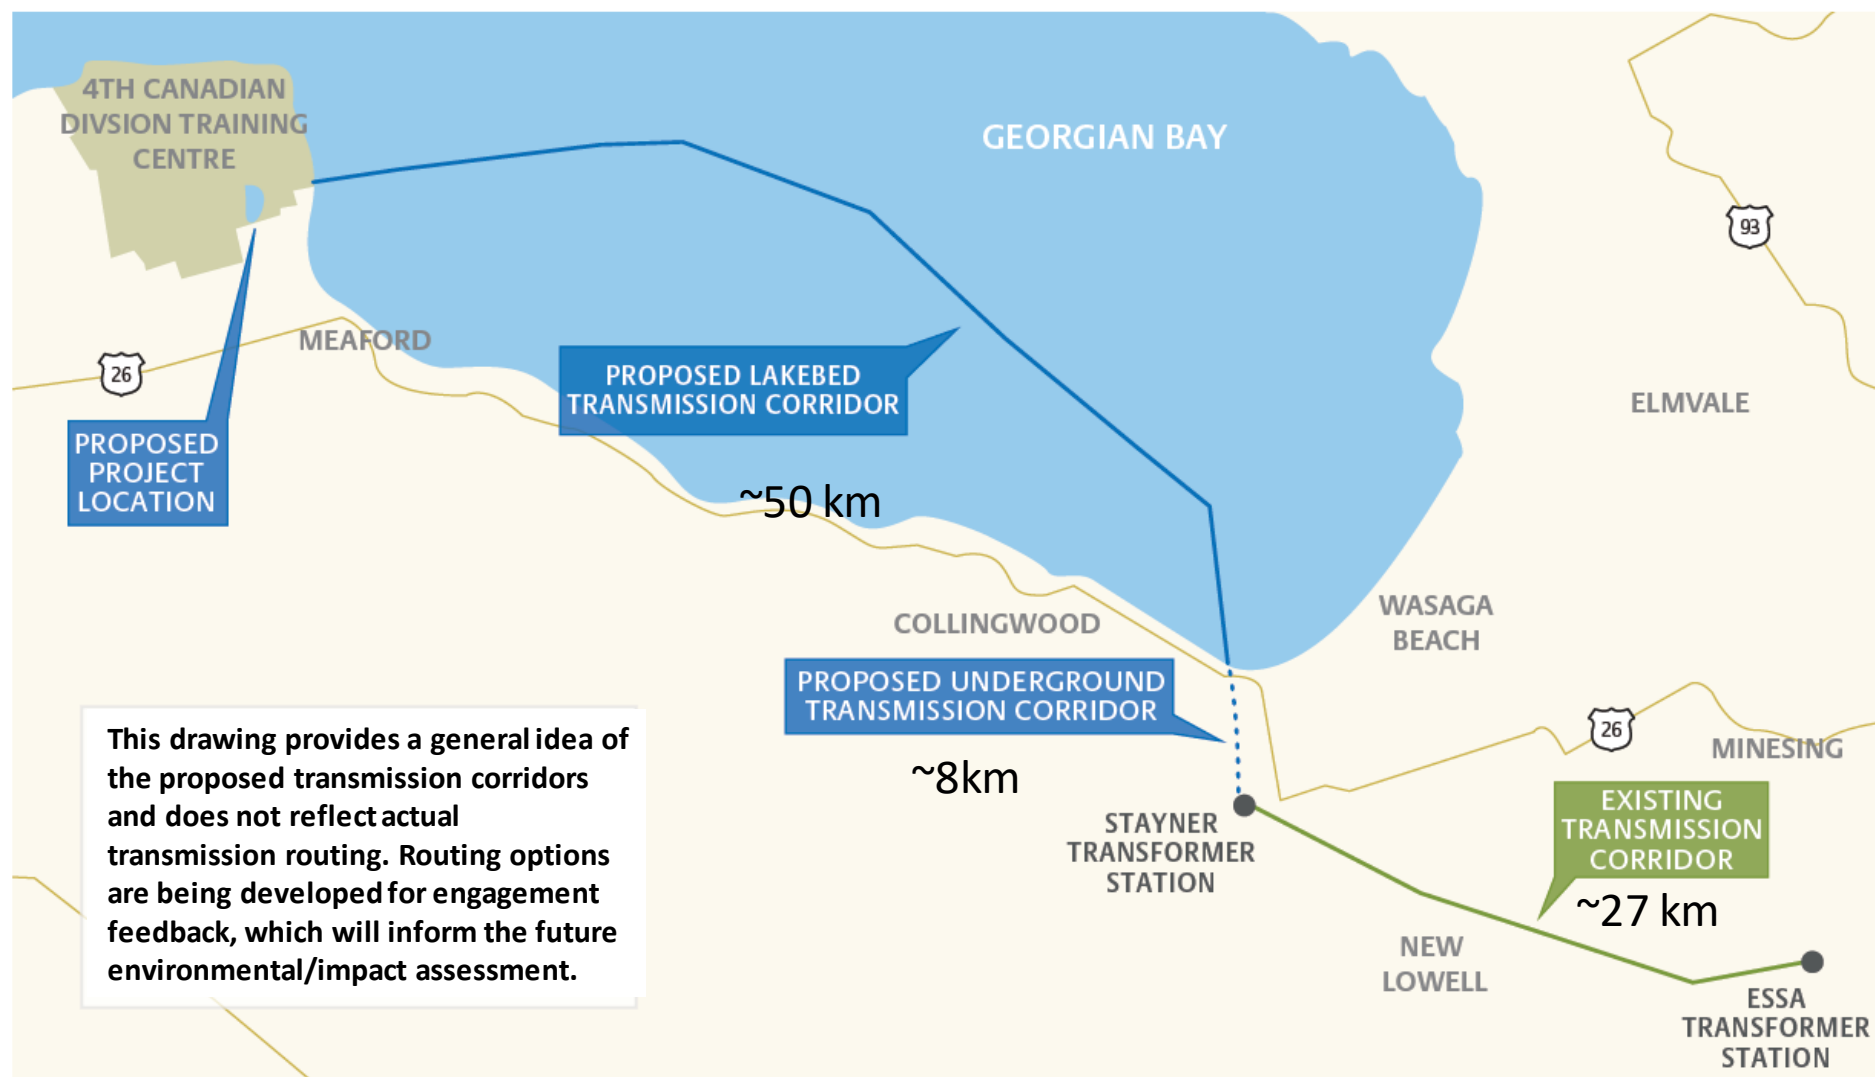 4TH CANADIAN
DIVSION TRAINING
CENTRE
GEORGIAN BAY
93
MEAFORD
26
PROPOSED LAKEBED
TRANSMISSION CORRIDOR
ELMVALE
PROPOSED
PROJECT
LOCATION
~50 km
COLLINGWOOD
WASAGA
BEACH
PROPOSED UNDERGROUND
TRANSMISSION CORRIDOR
~8km
26
MINESING
This drawing provides a general idea of
the proposed transmission corridors
and does not reflect actual
transmission routing. Routing options
are being developed for engagement
feedback, which will inform the future
environmental/impact assessment.
STAYNER
TRANSFORMER
STATION
EXISTING
TRANSMISSION
CORRIDOR
~27 km
NEW
LOWELL
ESSA
TRANSFORMER
STATION